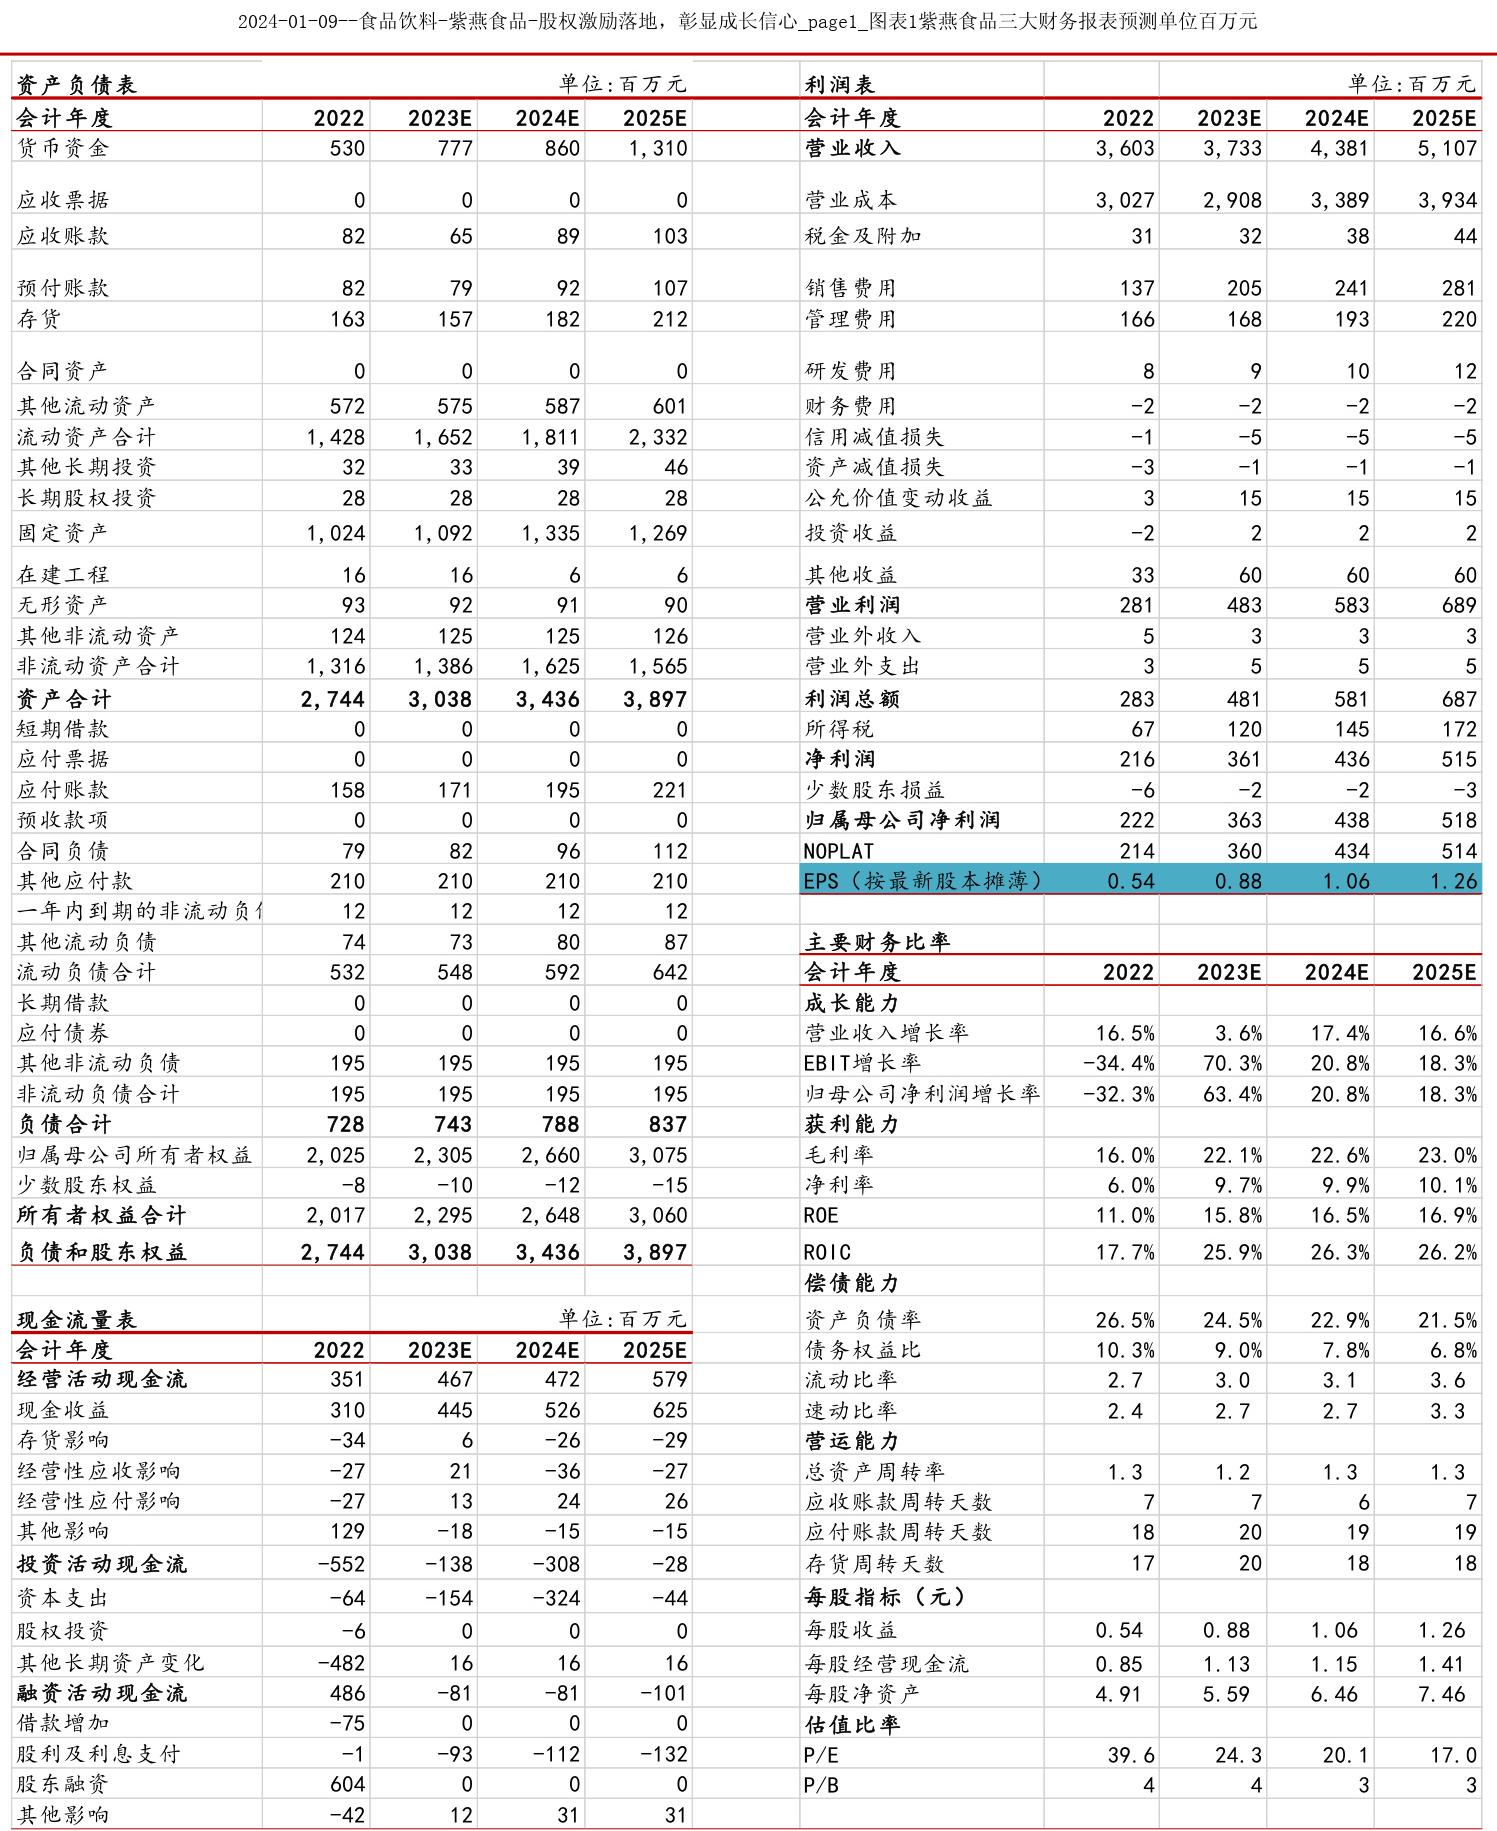 2024-01-09--食品饮料-紫燕食品-股权激励落地，彰显成长信心_page1_图表1紫燕食品三大财务报表预测单位百万元
资产负债表 单位:百万元
会计年度 2022 2023E 2024E 2025E
货币资金 530 777 860 1,310
应收票据 0 0 0 0
应收账款 82 65 89 103
预付账款 82 79 92 107
存货 163 157 182 212
合同资产 0 0 0 0
其他流动资产 572 575 587 601
流动资产合计 1,428 1,652 1,811 2,332
其他长期投资 32 33 39 46
长期股权投资 28 28 28 28
固定资产 1,024 1,092 1,335 1,269
在建工程 16 16 6 6
无形资产 93 92 91 90
其他非流动资产 124 125 125 126
非流动资产合计 1,316 1,386 1,625 1,565
资产合计 2,744 3,038 3,436 3,897
短期借款 0 0 0 0
应付票据 0 0 0 0
应付账款 158 171 195 221
预收款项 0 0 0 0
合同负债 79 82 96 112
其他应付款 210 210 210 210
一年内到期的非流动负 12 12 12 12
其他流动负债 74 73 80 87
流动负债合计 532 548 592 642
长期借款 0 0 0 0
应付债券 0 0 0 0
其他非流动负债 195 195 195 195
非流动负债合计 195 195 195 195
负债合计 728 743 788 837
归属母公司所有者权益 2,025 2,305 2,660 3,075
少数股东权益 -8 -10 -12 -15
所有者权益合计 2,017 2,295 2,648 3,060
负债和股东权益 2,744 3,038 3,436 3,897
现金流量表 单位:百万元
会计年度 2022 2023E 2024E 2025E
经营活动现金流 351 467 472 579
现金收益 310 445 526 625
存货影响 -34 6 -26 -29
经营性应收影响 -27 21 -36 -27
经营性应付影响 -27 13 24 26
其他影响 129 -18 -15 -15
投资活动现金流 -552 -138 -308 -28
资本支出 -64 -154 -324 -44
股权投资 -6 0 0 0
其他长期资产变化 -482 16 16 16
融资活动现金流 486 -81 -81 -101
借款增加 -75 0 0 0
股利及利息支付 -1 -93 -112 -132
股东融资 604 0 0 0
其他影响 -42 12 31 31
利润表 单位:百万元
会计年度 2022 2023E 2024E 2025E
营业收入 3,603 3,733 4,381 5,107
营业成本 3,027 2,908 3,389 3,934
税金及附加 31 32 38 44
销售费用 137 205 241 281
管理费用 166 168 193 220
研发费用 8 9 10 12
财务费用 -2 -2 -2 -2
信用减值损失 -1 -5 -5 -5
资产减值损失 -3 -1 -1 -1
公允价值变动收益 3 15 15 15
投资收益 -2 2 2 2
其他收益 33 60 60 60
营业利润 281 483 583 689
营业外收入 5 3 3 3
营业外支出 3 5 5 5
利润总额 283 481 581 687
所得税 67 120 145 172
净利润 216 361 436 515
少数股东损益 -6 -2 -2 -3
归属母公司净利润 222 363 438 518
NOPLAT 214 360 434 514
EPS（按最新股本摊薄） 0.54 0.88 1.06 1.26
主要财务比率
会计年度 2022 2023E 2024E 2025E
成长能力
营业收入增长率 16.5% 3.6% 17.4% 16.6%
EBIT增长率 -34.4% 70.3% 20.8% 18.3%
归母公司净利润增长率 -32.3% 63.4% 20.8% 18.3%
获利能力
毛利率 16.0% 22.1% 22.6% 23.0%
净利率 6.0% 9.7% 9.9% 10.1%
ROE 11.0% 15.8% 16.5% 16.9%
ROIC 17.7% 25.9% 26.3% 26.2%
偿债能力
资产负债率 26.5% 24.5% 22.9% 21.5%
债务权益比 10.3% 9.0% 7.8% 6.8%
流动比率 2.7 3.0 3.1 3.6
速动比率 2.4 2.7 2.7 3.3
营运能力
总资产周转率 1.3 1.2 1.3 1.3
应收账款周转天数 7 7 6 7
应付账款周转天数 18 20 19 19
存货周转天数 17 20 18 18
每股指标（元）
每股收益 0.54 0.88 1.06 1.26
每股经营现金流 0.85 1.13 1.15 1.41
每股净资产 4.91 5.59 6.46 7.46
估值比率
P/E 39.6 24.3 20.1 17.0
P/B 4 4 3 3